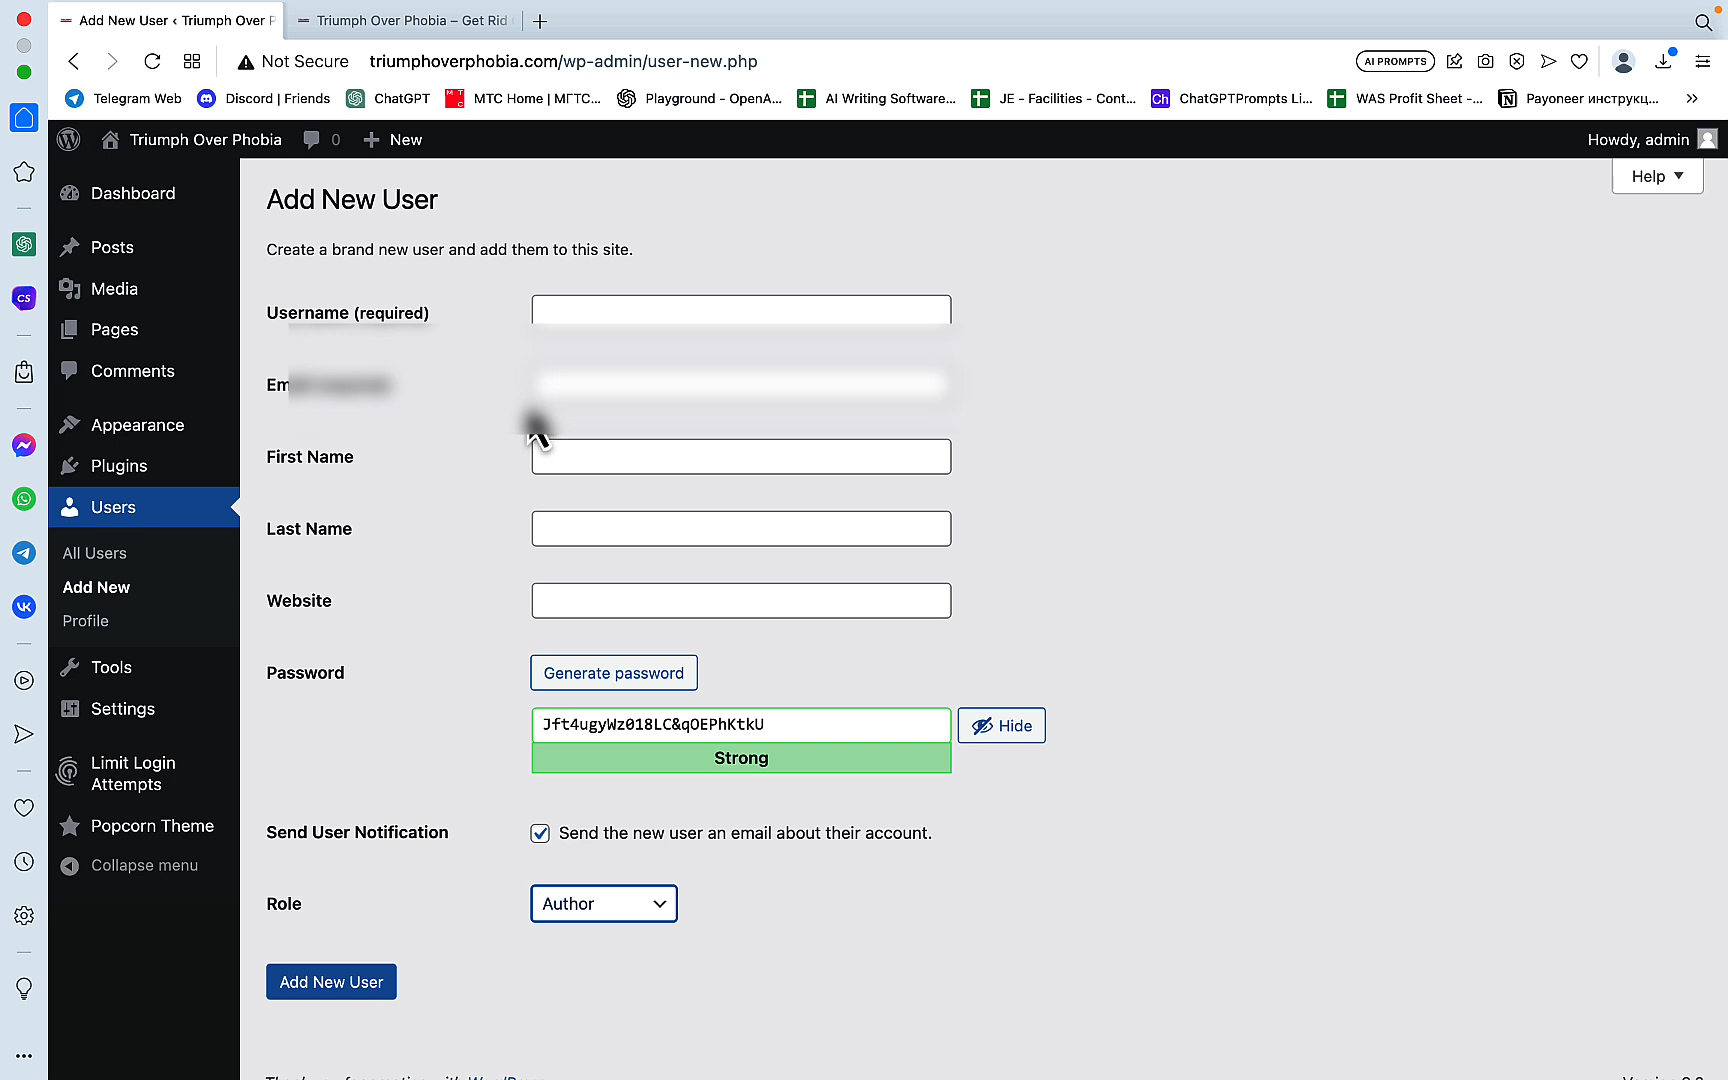 Add New User ‹ Triumph Over P
Triumph Over Phobia – Get Rid
Not Secure triumphoverphobia.com/wp-admin/user-new.php
AI PROMPTS
Telegram Web
Discord | Friends
ChatGPT
МТС Home | МГТС...
Playground - OpenA...
AI Writing Software...
JE - Facilities - Cont...
Ch ChatGPTPrompts Li...
WAS Profit Sheet -...
Payoneer инструкц...
Triumph Over Phobia
0
New
Howdy, admin
Help
CS
Dashboard
Posts
Media
Pages
Comments
Appearance
Plugins
Users
All Users
Add New
Profile
Tools
Settings
Limit Login
Attempts
Popcorn Theme
Collapse menu
Add New User
Create a brand new user and add them to this site.
Username (required)
First Name
Last Name
Website
Password
Generate password
Jft4ugyWz018LC&qOEPhKtkU
Hide
Strong
Send User Notification
Send the new user an email about their account.
Role
Author
Add New User